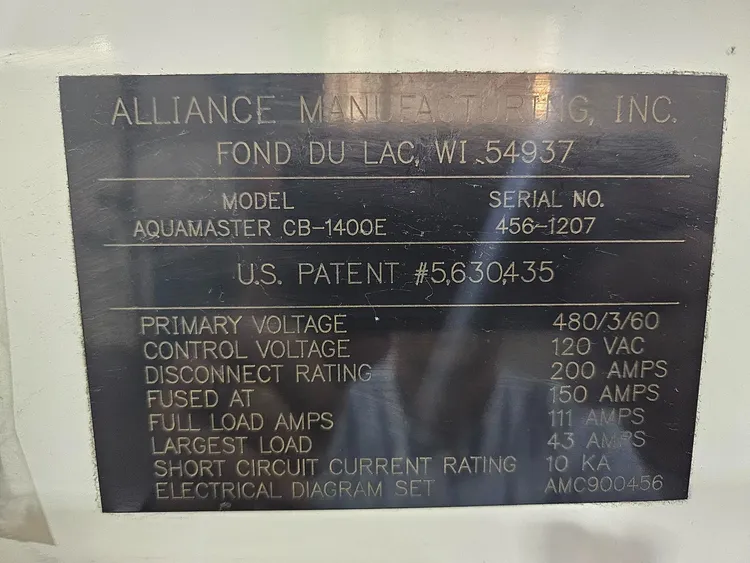 ALLIANCE MANUFACTURING, INC.
FOND DU LAC, WI 54937
MODEL SERIAL NO.
AQUAMASTER CB-1400E 456-1207
U.S. PATENT #5,630,435
PRIMARY VOLTAGE 480/3/60
CONTROL VOLTAGE 120 VAC
DISCONNECT RATING 200 AMPS
FUSED AT 150 AMPS
FULL LOAD AMPS 111 AMPS
LARGEST LOAD 43 AMPS
SHORT CIRCUIT CURRENT RATING 10 KA
ELECTRICAL DIAGRAM SET AMC900456